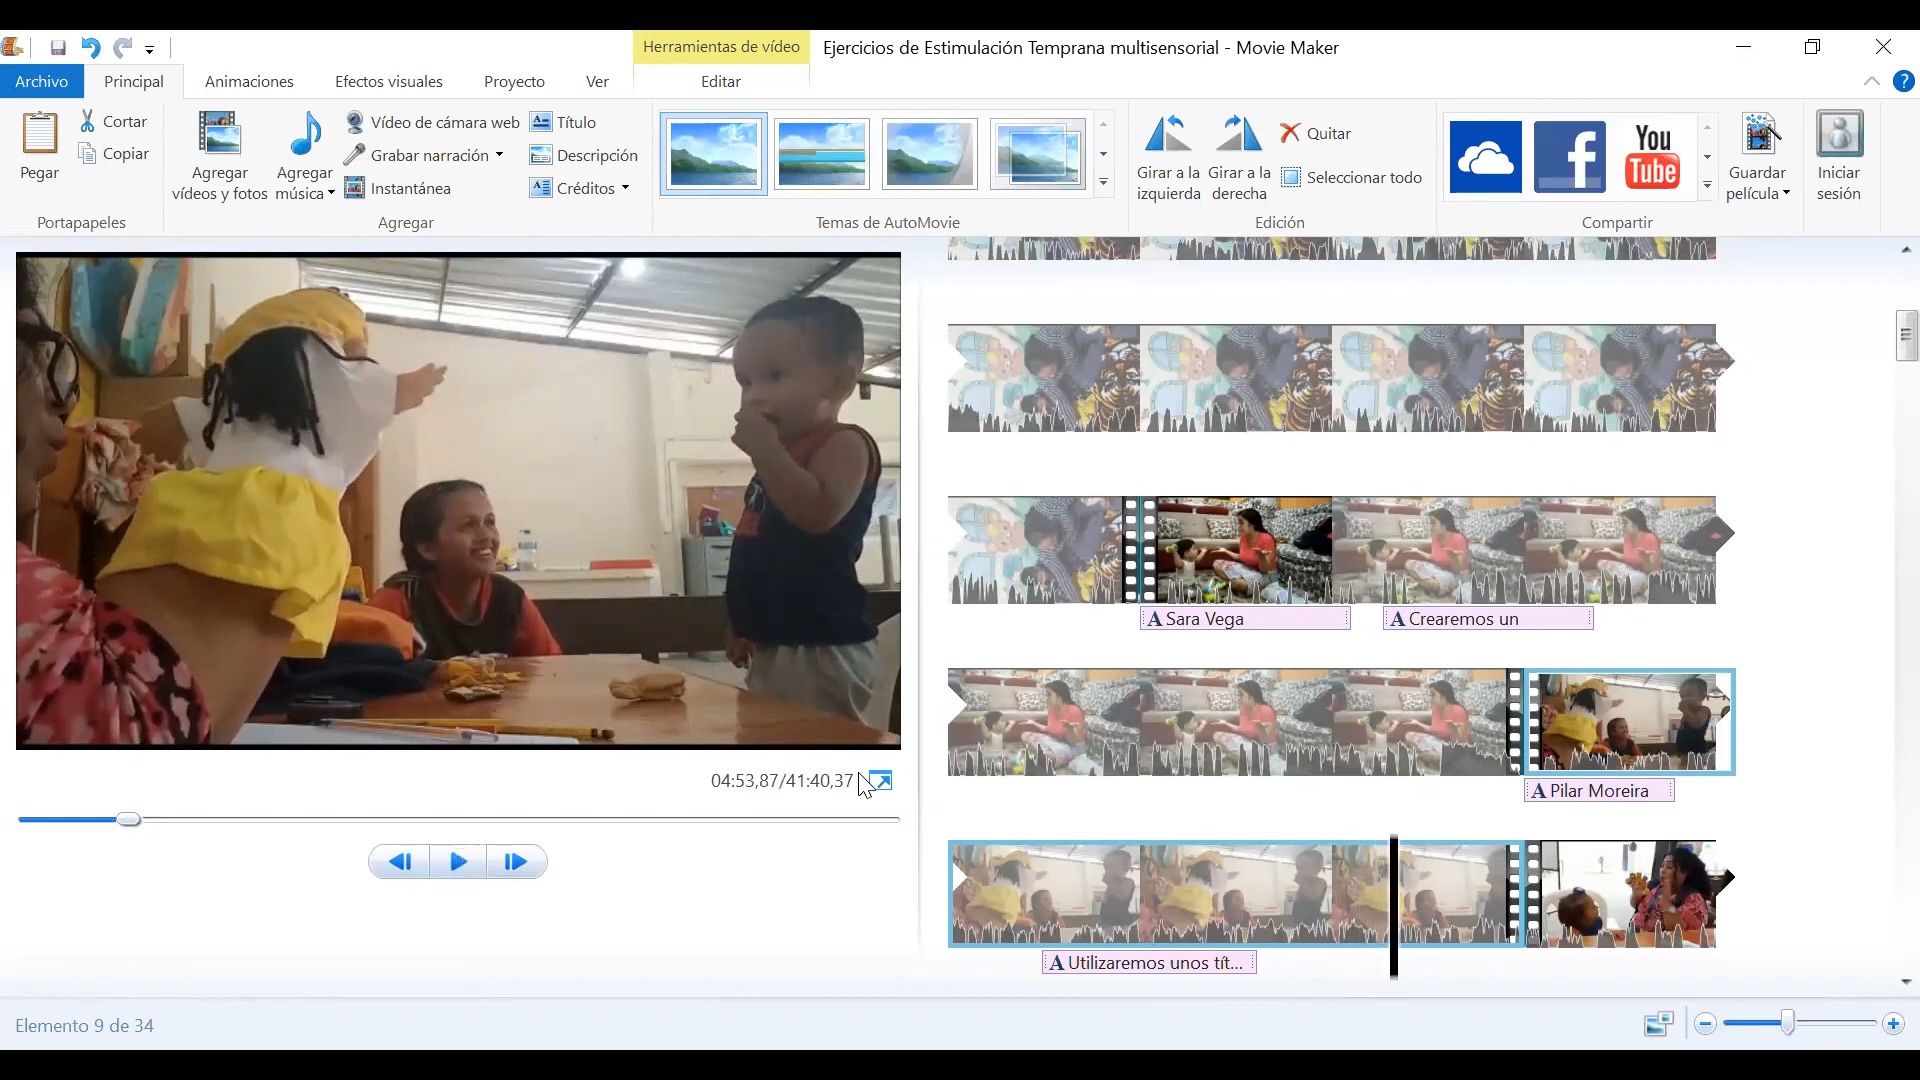 Herramientas de vídeo
Ejercicios de Estimulación Temprana multisensorial - Movie Maker
Archivo
Principal
Animaciones
Efectos visuales
Proyecto
Ver
Editar
?
Pegar
Cortar
Copiar
Portapapeles
Agregar
vídeos y fotos
Agregar
música
Vídeo de cámara web
Grabar narración
Instantánea
Título
Descripción
Créditos
Agregar
Temas de AutoMovie
Girar a la
izquierda
Girar a la
derecha
Quitar
Seleccionar todo
Edición
f
You
Tube
Compartir
Guardar
película
Iniciar
sesión
04:53,87/41:40,37
A Sara Vega
A Crearemos un
A Pilar Moreira
A Utilizaremos unos tít...
Elemento 9 de 34